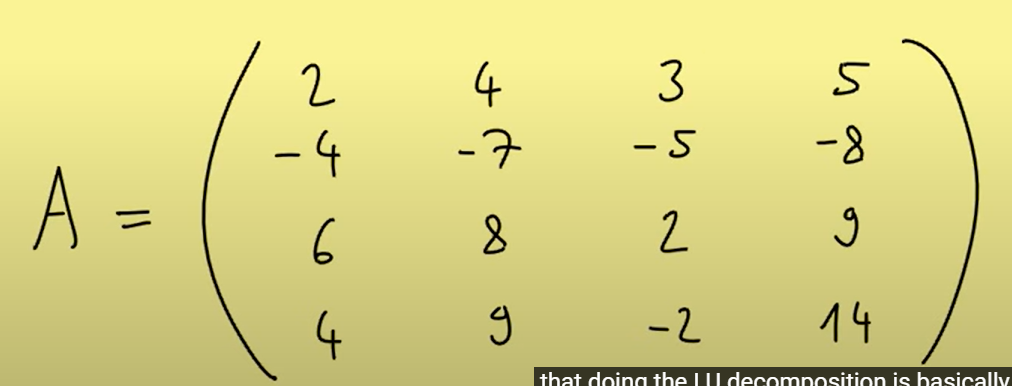 2 4 3 5
-4 -7 -5 -8
A =
6 8 2 9
4 9 -2 14
that doing the LU decomposition is basically